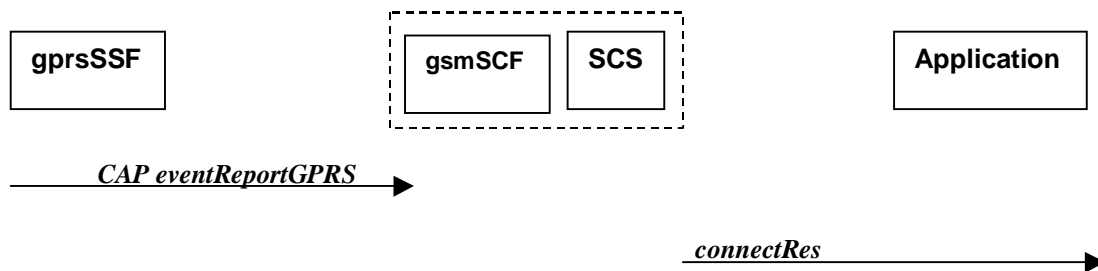 gprsSSF
gsmSCF
SCS
Application
CAP eventReportGPRS
connectRes